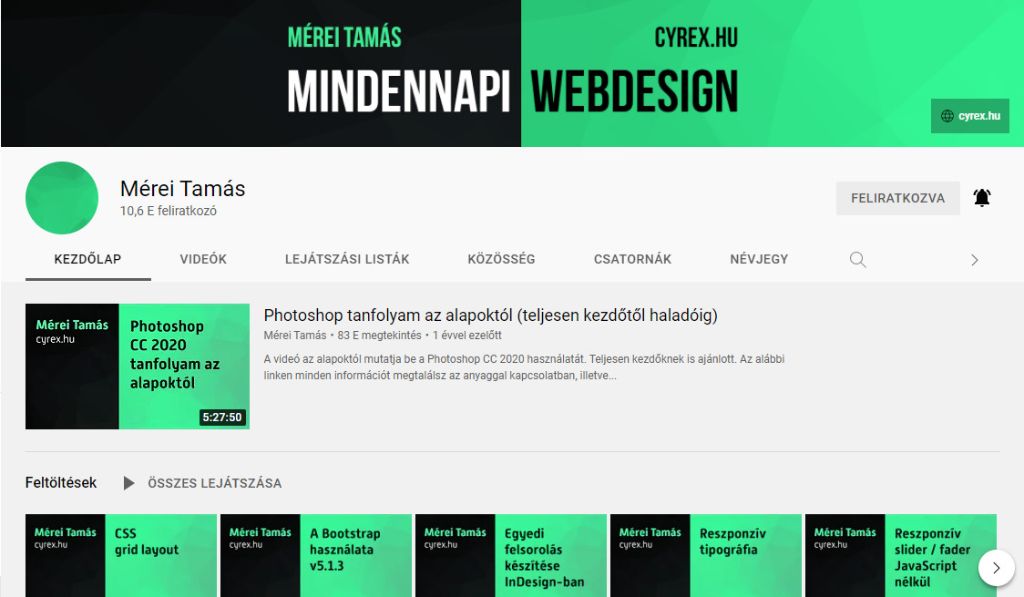 MÉREI TAMÁS
CYREX.HU
MINDENNAPI WEBDESIGN
cyrex.hu
Mérei Tamás
10,6 E feliratkozó
FELIRATKOZVA
KEZDŐLAP
VIDEÓK
LEJÁTSZÁSI LISTÁK
KÖZÖSSÉG
CSATORNÁK
NÉVJEGY
Mérei Tamás
cyrex.hu
Photoshop
CC 2020
tanfolyam az
alapoktól
5:27:50
Photoshop tanfolyam az alapoktól (teljesen kezdőtől haladóig)
Mérei Tamás • 83 E megtekintés • 1 évvel ezelőtt
A videó az alapoktól mutatja be a Photoshop CC 2020 használatát. Teljesen kezdőknek is ajánlott. Az alábbi
linken minden információt megtalálsz az anyaggal kapcsolatban, illetve...
Feltöltések
ÖSSZES LEJÁTSZÁSA
Mérei Tamás
cyrex.hu
CSS
grid layout
Mérei Tamás
cyrex.hu
A Bootstrap
használata
v5.1.3
Mérei Tamás
cyrex.hu
Egyedi
felsorolás
készítése
InDesign-ban
Mérei Tamás
cyrex.hu
Reszponzív
tipográfia
Mérei Tamás
cyrex.hu
Reszponzív
slider / fader
JavaScript
nélkül